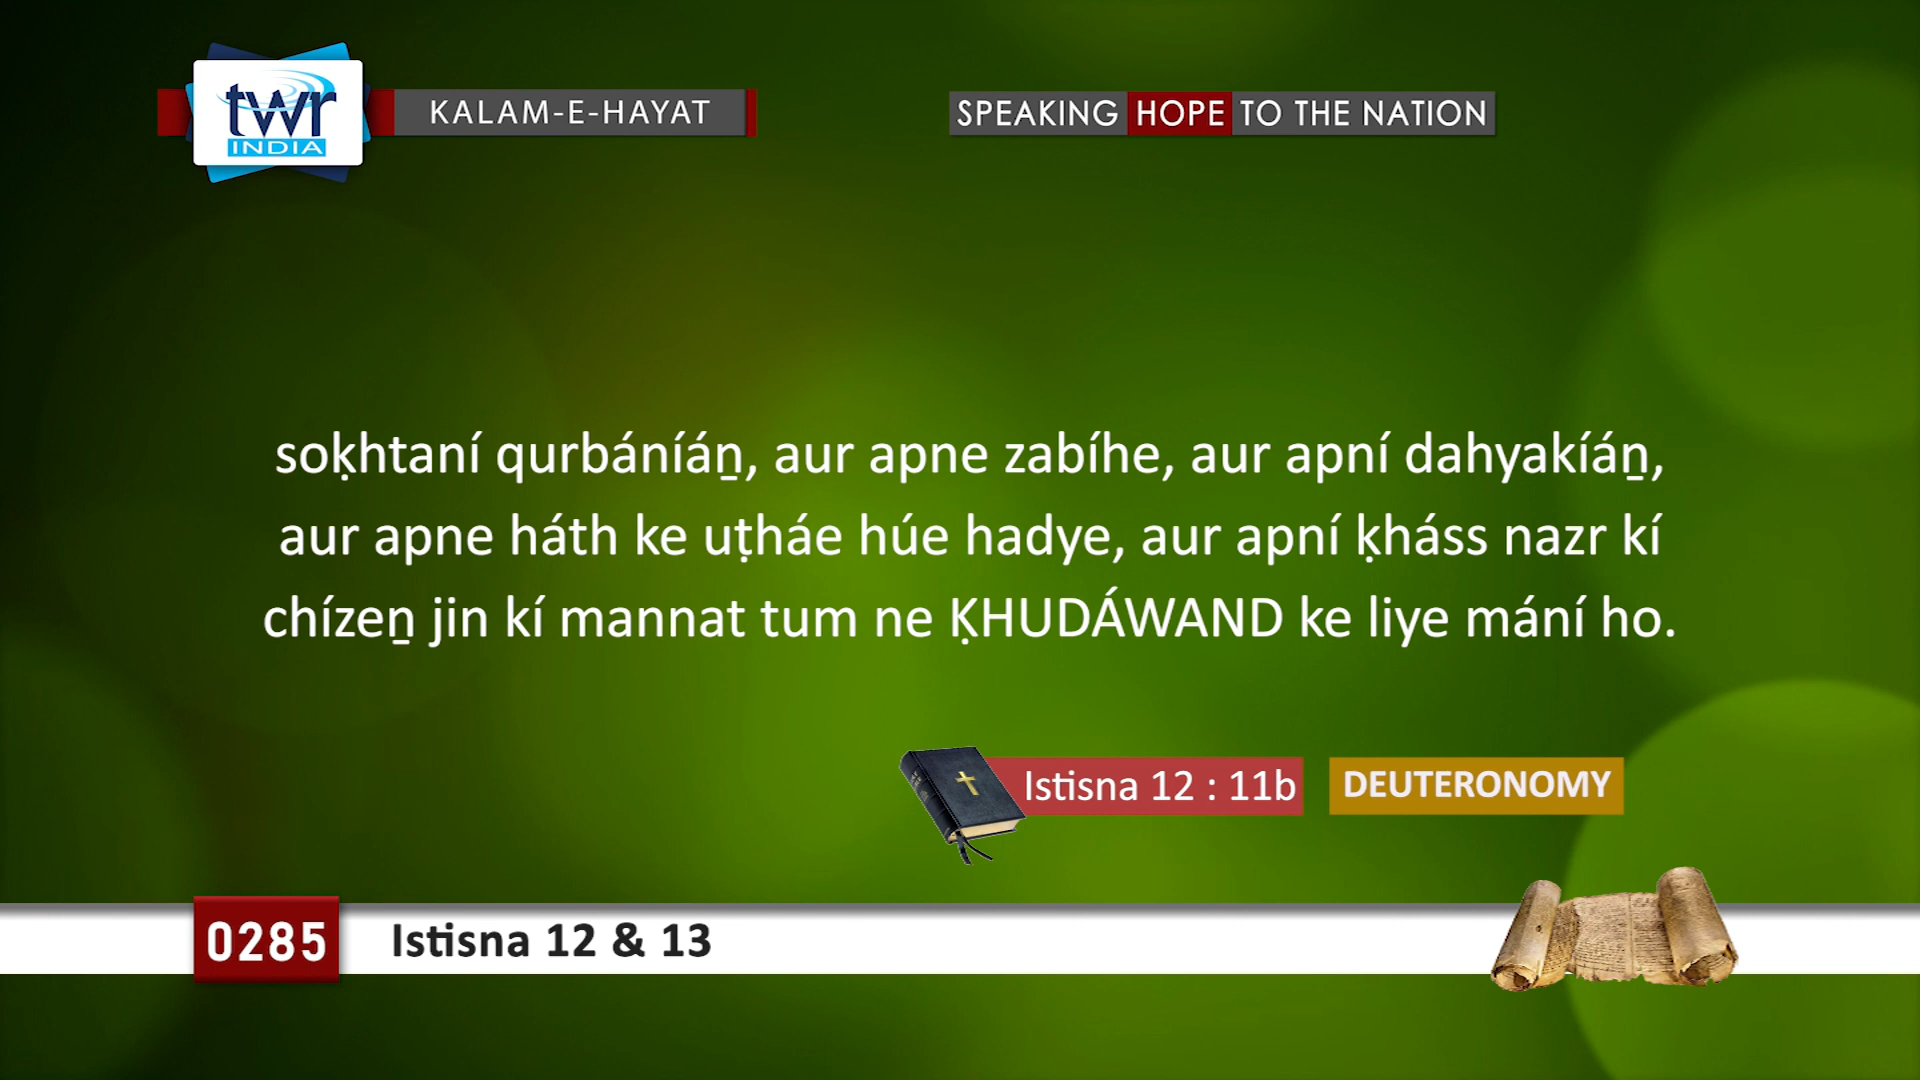 twr
INDIA
KALAM-E-HAYAT
SPEAKING HOPE TO THE NATION
soḳhtaní qurbáníáṉ, aur apne zabíhe, aur apní dahyakíáṉ,
aur apne háth ke uṭháe húe hadye, aur apní ḳháss nazr kí
chízeṉ jin kí mannat tum ne ḲHUDÁWAND ke liye mání ho.
Istisna 12 : 11b
DEUTERONOMY
0285
Istisna 12 & 13